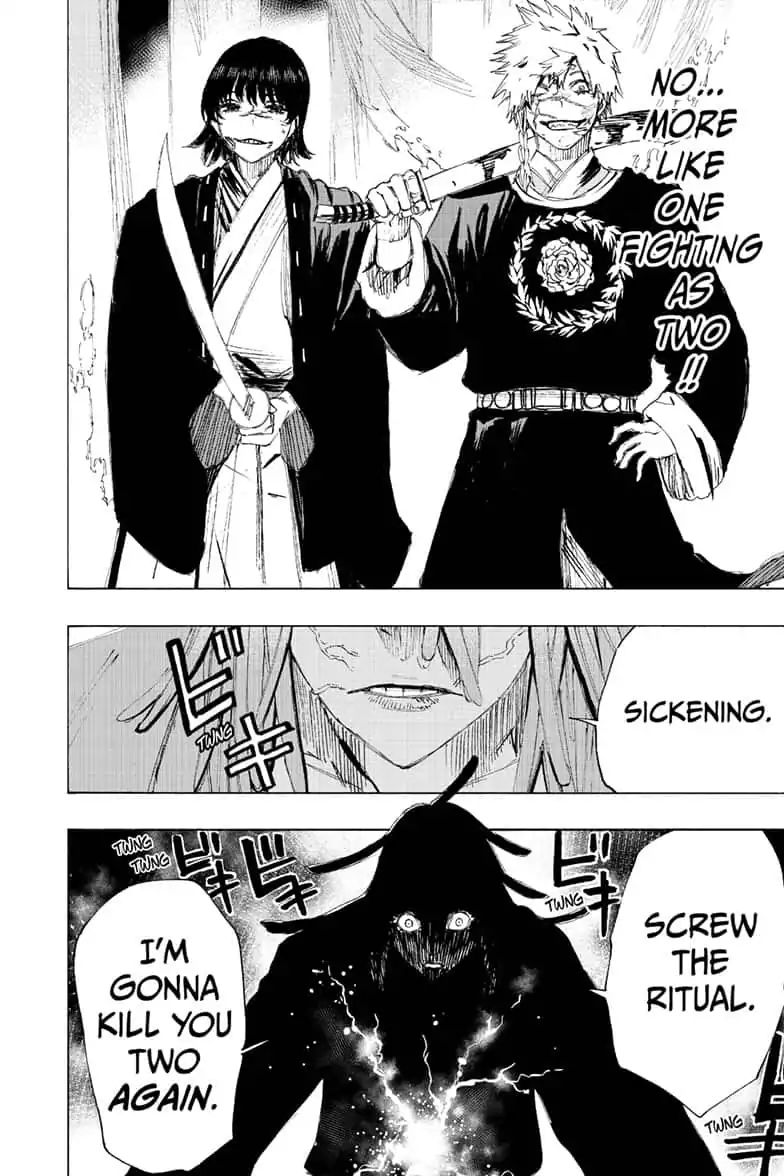 NO...
MORE
LIKE
ONE
FIGHTING
AS
TWO!!
SICKENING.
ビキ
TWNG
TWNG
SCREW
THE
RITUAL.
ビキ
ビキ
TWNG
TWNG
ビキ
TWNG
I'M
GONNA
KILL YOU
TWO
AGAIN.
TWNG